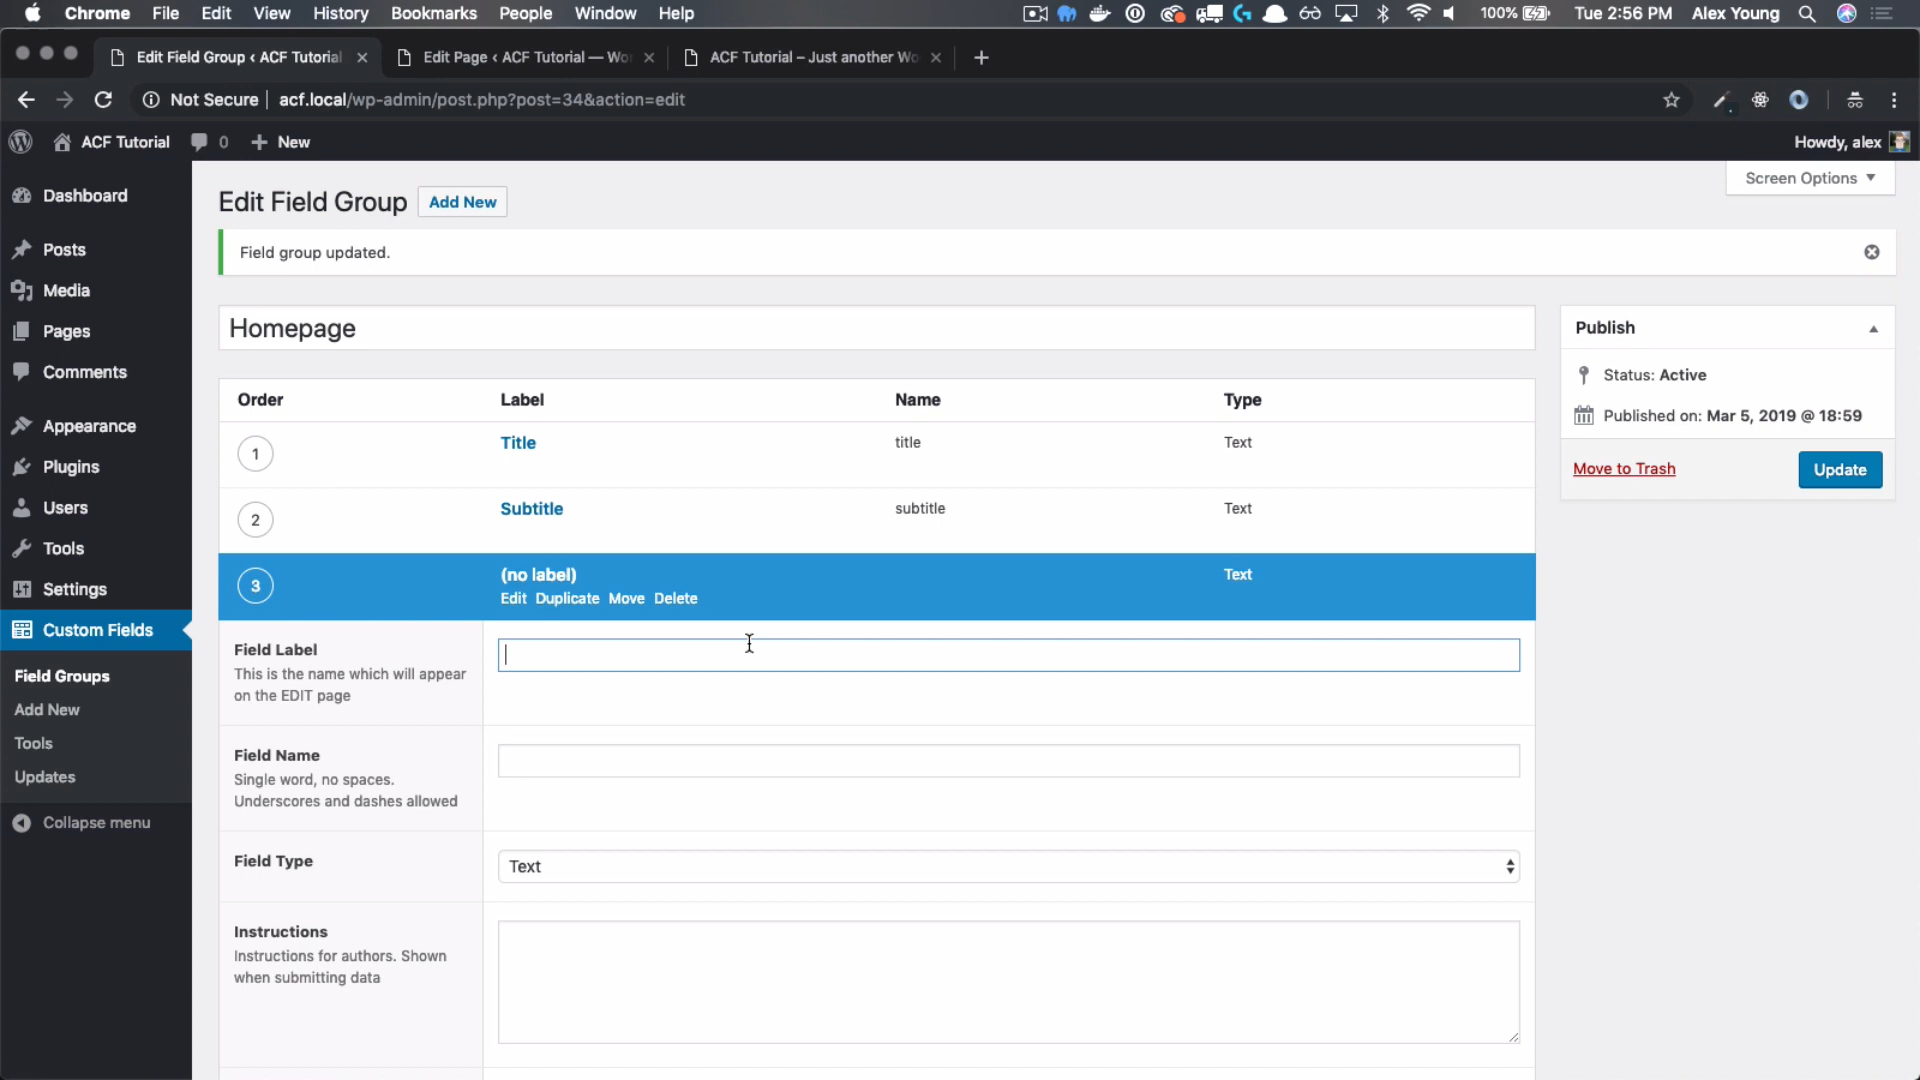 Chrome File Edit View History Bookmarks People Window Help 100% Tue 2:56 PM Alex Young
Edit Field Group ‹ ACF Tutorial Edit Page ‹ ACF Tutorial — Wor ACF Tutorial – Just another Wo
Not Secure acf.local/wp-admin/post.php?post=34&action=edit
ACF Tutorial 0 New Howdy, alex
Screen Options
Dashboard
Posts
Media
Pages
Comments
Appearance
Plugins
Users
Tools
Settings
Custom Fields
Field Groups
Add New
Tools
Updates
Collapse menu
Edit Field Group Add New
Field group updated.
Homepage
Order Label Name Type
1 Title title Text
2 Subtitle subtitle Text
3 (no label) Text
Edit Duplicate Move Delete
Field Label
This is the name which will appear
on the EDIT page
Field Name
Single word, no spaces.
Underscores and dashes allowed
Field Type Text
Instructions
Instructions for authors. Shown
when submitting data
Publish
Status: Active
Published on: Mar 5, 2019 @ 18:59
Move to Trash Update